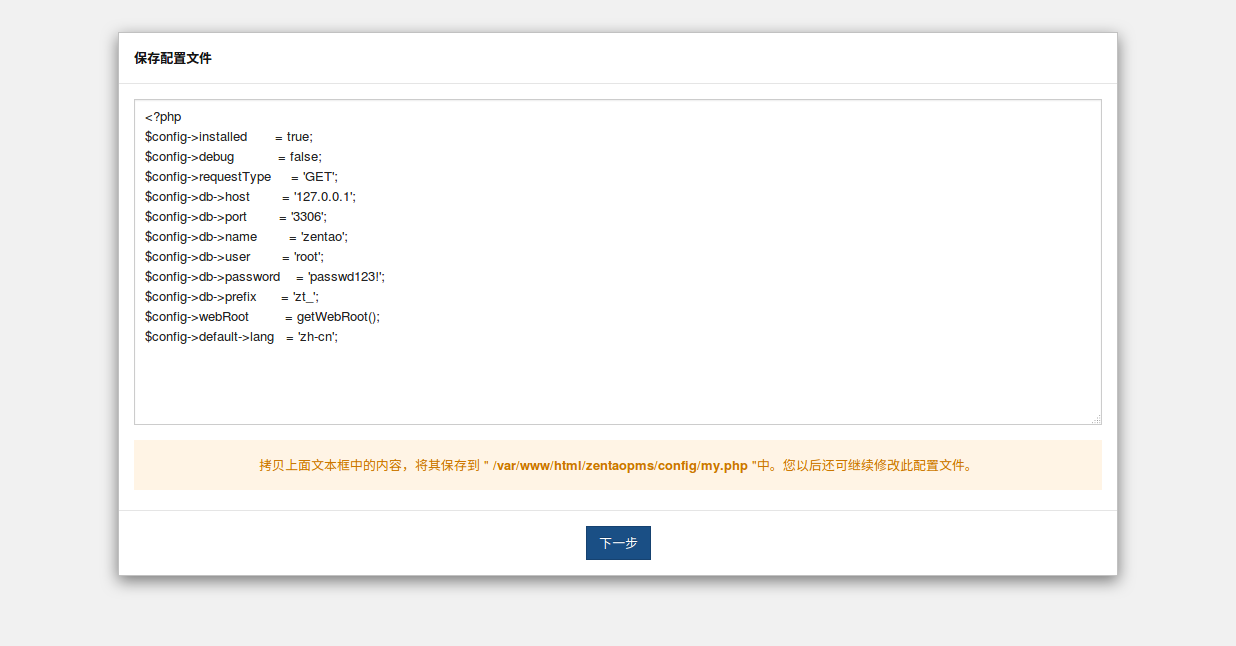 保存配置文件
<?php
$config->installed       = true;
$config->debug           = false;
$config->requestType     = 'GET';
$config->db->host        = '127.0.0.1';
$config->db->port        = '3306';
$config->db->name        = 'zentao';
$config->db->user        = 'root';
$config->db->password    = 'passwd123!';
$config->db->prefix      = 'zt_';
$config->webRoot         = getWebRoot();
$config->default->lang   = 'zh-cn';
拷贝上面文本框中的内容，将其保存到 " /var/www/html/zentaopms/config/my.php "中。您以后还可继续修改此配置文件。
下一步